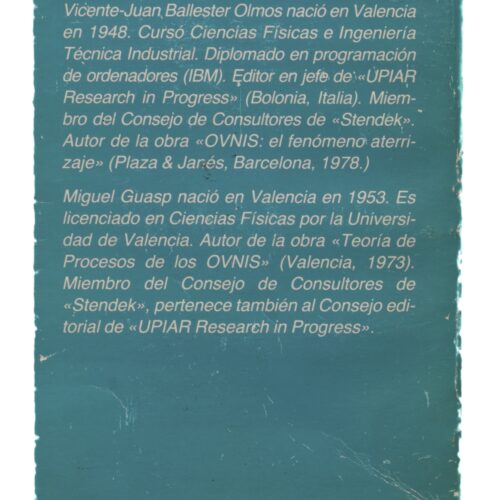 Vicente-Juan Ballester Olmos nació en Valencia
en 1948. Cursó Ciencias Físicas e Ingeniería
Técnica Industrial. Diplomado en programación
de ordenadores (IBM). Editor en jefe de «UPIAR
Research in Progress» (Bolonia, Italia). Miem-
bro del Consejo de Consultores de «Stendek».
Autor de la obra «OVNIS: el fenómeno aterri-
zaje» (Plaza & Janés, Barcelona, 1978.)
Miguel Guasp nació en Valencia en 1953. Es
licenciado en Ciencias Físicas por la Universi-
dad de Valencia. Autor de la obra «Teoría de
Procesos de los OVNIS» (Valencia, 1973).
Miembro del Consejo de Consultores de
«Stendek», pertenece también al Consejo edi-
torial de «UPIAR Research in Progress».